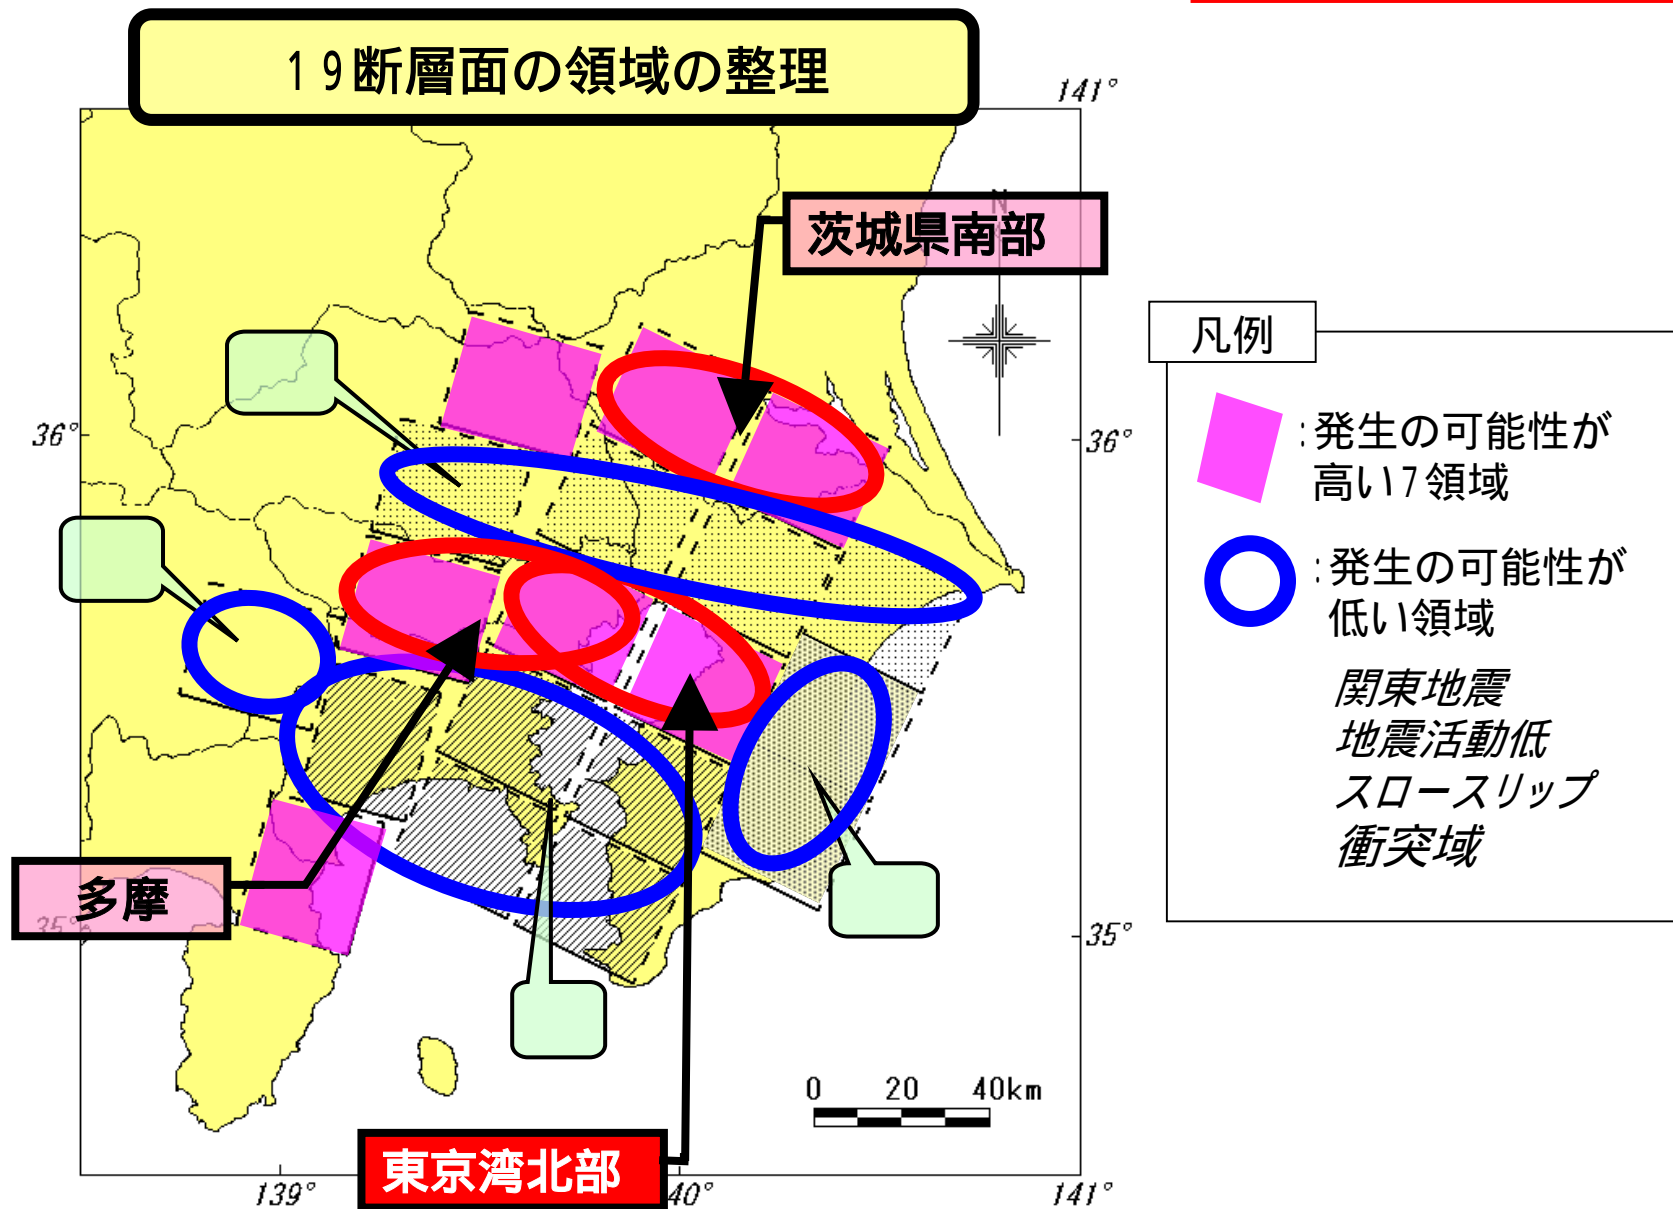 19断層面の領域の整理
141°
N
茨城県南部
凡例
:発生の可能性が
高い7領域
36°
36°
:発生の可能性が
低い領域
関東地震
地震活動低
スロースリップ
衝突域
多摩
35°
35°
0 20 40km
東京湾北部
139°
40°
141°